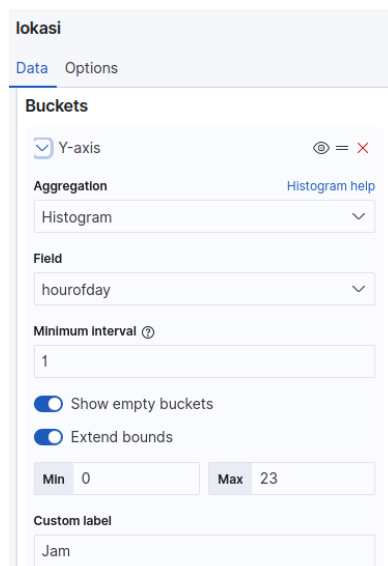 lokasi
Data Options
Buckets
Y-axis
Aggregation Histogram help
Histogram
Field
hourofday
Minimum interval
1
Show empty buckets
Extend bounds
Min 0 Max 23
Custom label
Jam